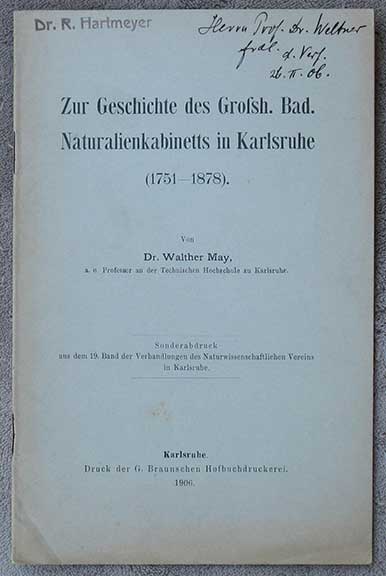 Dr. R. Hartmeyer
Herrn Prof. Dr. Weltner
frdl.
d. Verf.
26. II. 06.
Zur Geschichte des Groſsh. Bad.
Naturalienkabinetts in Karlsruhe
(1751—1878).
Von
Dr. Walther May,
a. o. Professor an der Technischen Hochschule zu Karlsruhe.
Sonderabdruck
aus dem 19. Band der Verhandlungen des Naturwissenschaftlichen Vereins
in Karlsruhe.
Karlsruhe.
Druck der G. Braunschen Hofbuchdruckerei.
1906.